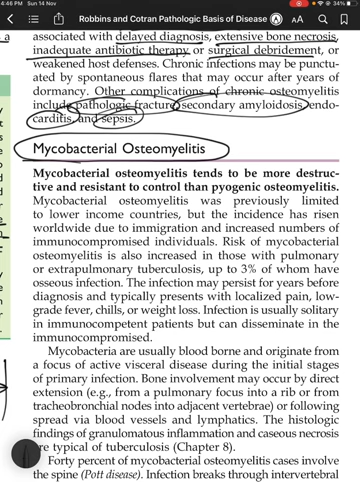 4:46 PM Sun 14 Nov
34%
Robbins and Cotran Pathologic Basis of Disease
AA
a
associated with delayed diagnosis, extensive bone necrosis,
inadequate antibiotic therapy or surgical debridement, or
weakened host defenses. Chronic infections may be punctu-
ated by spontaneous flares that may occur after years of
dormancy. Other complications of chronic osteomyelitis
include pathologic fracture, secondary amyloidosis, endo-
carditis, and sepsis.
Mycobacterial Osteomyelitis
Mycobacterial osteomyelitis tends to be more destruc-
tive and resistant to control than pyogenic osteomyelitis.
Mycobacterial osteomyelitis was previously limited
to lower income countries, but the incidence has risen
worldwide due to immigration and increased numbers of
immunocompromised individuals. Risk of mycobacterial
osteomyelitis is also increased in those with pulmonary
or extrapulmonary tuberculosis, up to 3% of whom have
osseous infection. The infection may persist for years before
diagnosis and typically presents with localized pain, low-
grade fever, chills, or weight loss. Infection is usually solitary
in immunocompetent patients but can disseminate in the
immunocompromised.
Mycobacteria are usually blood borne and originate from
a focus of active visceral disease during the initial stages
of primary infection. Bone involvement may occur by direct
extension (e.g., from a pulmonary focus into a rib or from
tracheobronchial nodes into adjacent vertebrae) or following
spread via blood vessels and lymphatics. The histologic
findings of granulomatous inflammation and caseous necrosis
re typical of tuberculosis (Chapter 8).
Forty percent of mycobacterial osteomyelitis cases involve
the spine (Pott disease). Infection breaks through intervertebral